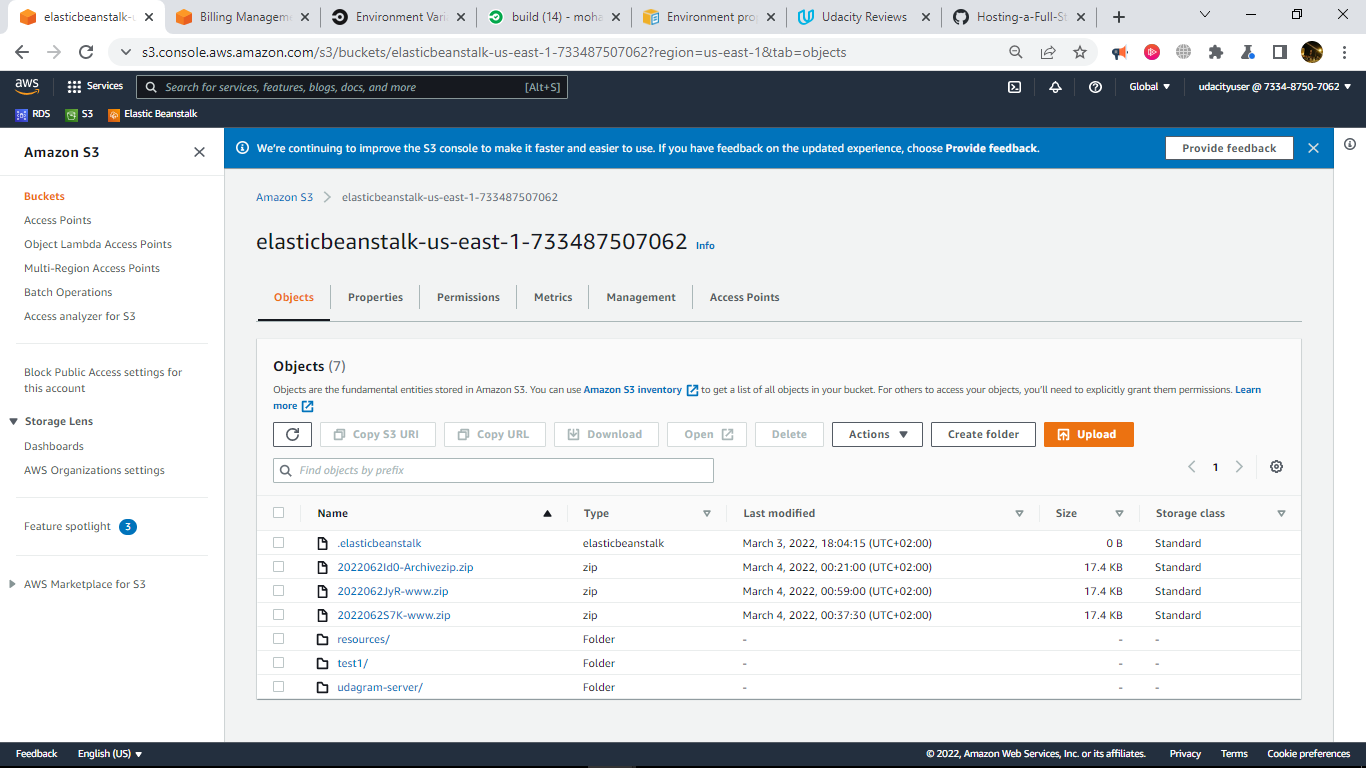 elasticbeanstalk-u
Billing Manageme
Environment Vari
build (14) - moha
Environment prop
Udacity Reviews
Hosting-a-Full-St
s3.console.aws.amazon.com/s3/buckets/elasticbeanstalk-us-east-1-733487507062?region=us-east-1&tab=objects
aws
Services
Search for services, features, blogs, docs, and more
[Alt+S]
Global
udacityuser @ 7334-8750-7062
RDS
S3
Elastic Beanstalk
Amazon S3
Buckets
Access Points
Object Lambda Access Points
Multi-Region Access Points
Batch Operations
Access analyzer for S3
Block Public Access settings for
this account
Storage Lens
Dashboards
AWS Organizations settings
Feature spotlight 3
AWS Marketplace for S3
We're continuing to improve the S3 console to make it faster and easier to use. If you have feedback on the updated experience, choose Provide feedback.
Provide feedback
Amazon S3
elasticbeanstalk-us-east-1-733487507062
elasticbeanstalk-us-east-1-733487507062 Info
Objects
Properties
Permissions
Metrics
Management
Access Points
Objects (7)
Objects are the fundamental entities stored in Amazon S3. You can use Amazon S3 inventory to get a list of all objects in your bucket. For others to access your objects, you'll need to explicitly grant them permissions. Learn
more
Copy S3 URI
Copy URL
Download
Open
Delete
Actions
Create folder
Upload
Find objects by prefix
1
Name Type Last modified Size Storage class
.elasticbeanstalk elasticbeanstalk March 3, 2022, 18:04:15 (UTC+02:00) 0 B Standard
2022062Id0-Archivezip.zip zip March 4, 2022, 00:21:00 (UTC+02:00) 17.4 KB Standard
2022062JyR-www.zip zip March 4, 2022, 00:59:00 (UTC+02:00) 17.4 KB Standard
2022062S7K-www.zip zip March 4, 2022, 00:37:30 (UTC+02:00) 17.4 KB Standard
resources/ Folder - - -
test1/ Folder - - -
udagram-server/ Folder - - -
Feedback
English (US)
© 2022, Amazon Web Services, Inc. or its affiliates.
Privacy
Terms
Cookie preferences